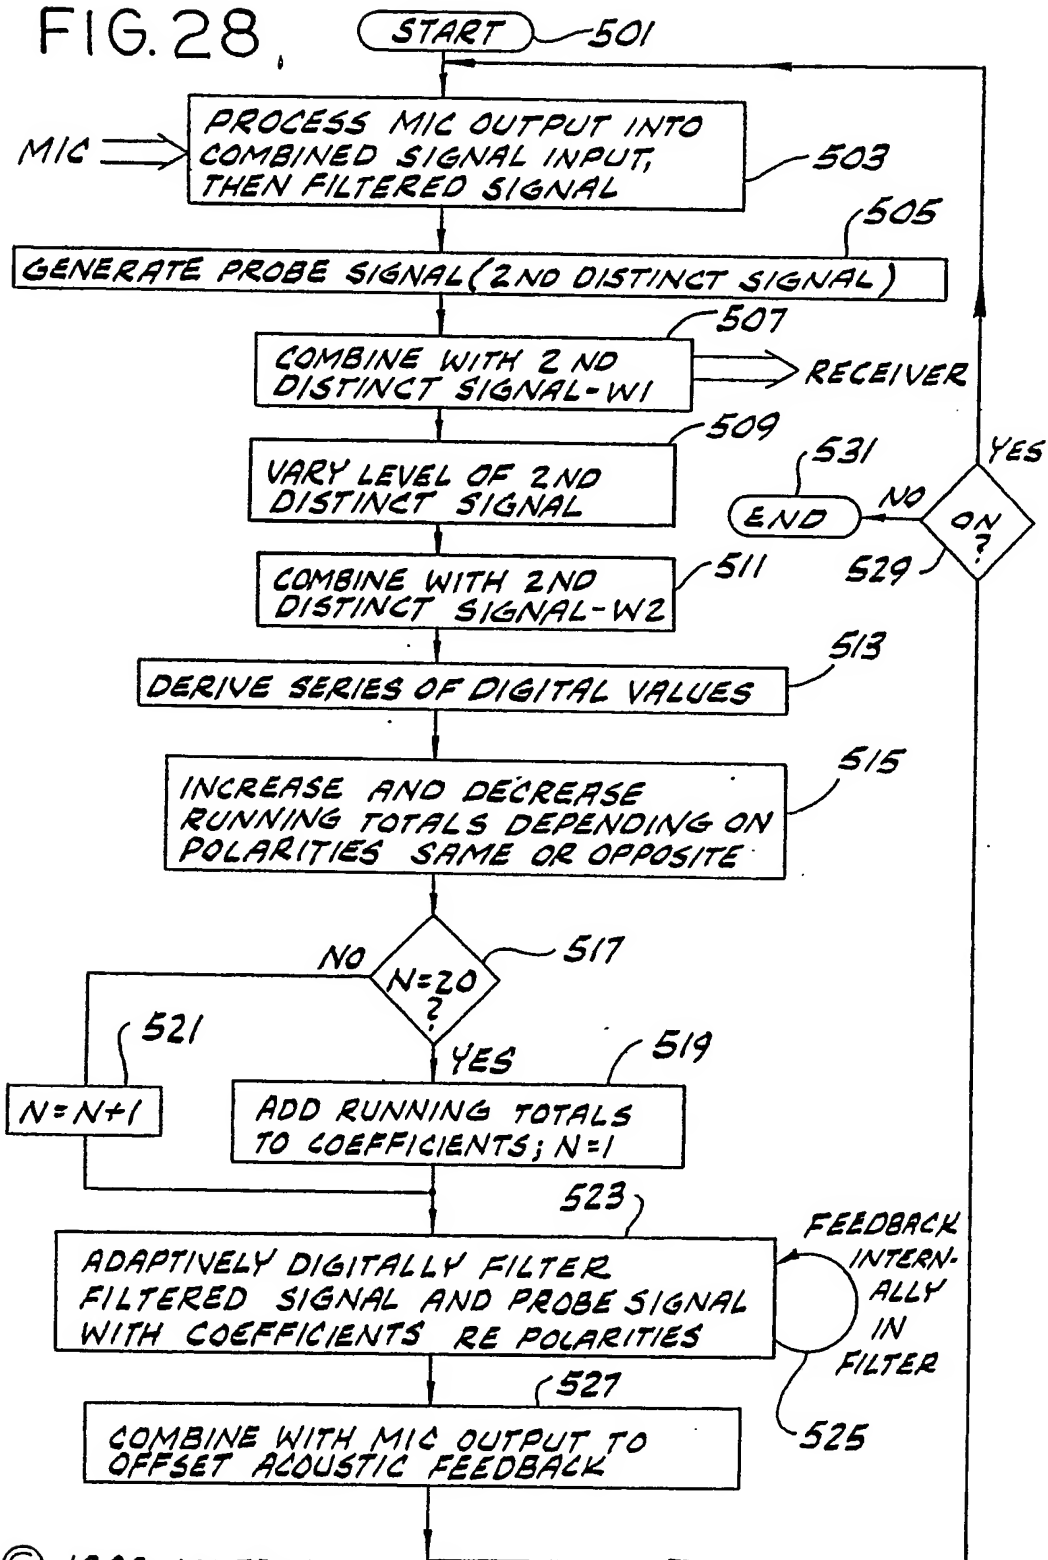 FIG. 28
START
501
PROCESS MIC OUTPUT INTO
COMBINED SIGNAL INPUT,
THEN FILTERED SIGNAL
MIC
503
505
GENERATE PROBE SIGNAL (2ND DISTINCT SIGNAL)
507
COMBINE WITH 2ND
DISTINCT SIGNAL-W1
RECEIVER
509
VARY LEVEL OF 2ND
DISTINCT SIGNAL
531
END
NO
YES
ON
?
529
COMBINE WITH 2ND
DISTINCT SIGNAL-W2
511
513
DERIVE SERIES OF DIGITAL VALUES
515
INCREASE AND DECREASE
RUNNING TOTALS DEPENDING ON
POLARITIES SAME OR OPPOSITE
NO
N=20
?
517
YES
521
N=N+1
519
ADD RUNNING TOTALS
TO COEFFICIENTS; N=1
523
ADAPTIVELY DIGITALLY FILTER
FILTERED SIGNAL AND PROBE SIGNAL
WITH COEFFICIENTS RE POLARITIES
FEEDBACK
INTERN-
ALLY
IN
FILTER
525
527
COMBINE WITH MIC OUTPUT TO
OFFSET ACOUSTIC FEEDBACK
©